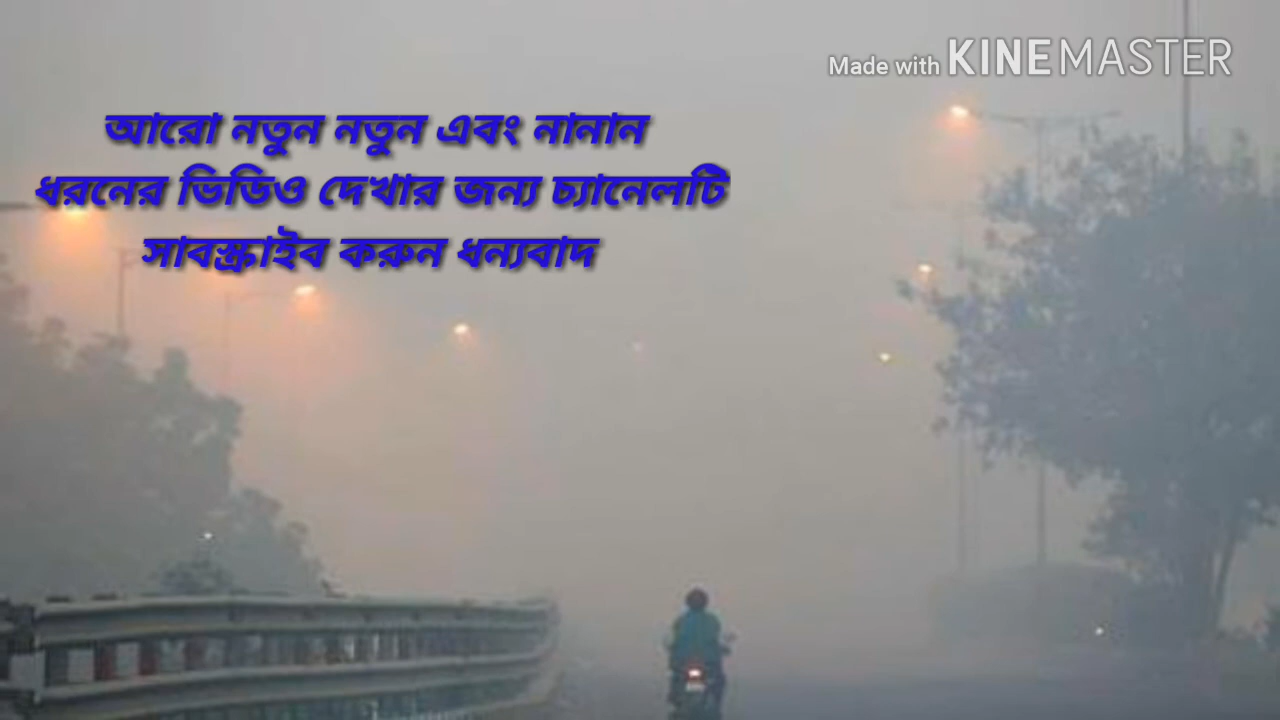 Made with KINEMASTER
আরো নতুন নতুন এবং নানান
ধরনের ভিডিও দেখার জন্য চ্যানেলটি
সাবস্ক্রাইব করুন ধন্যবাদ